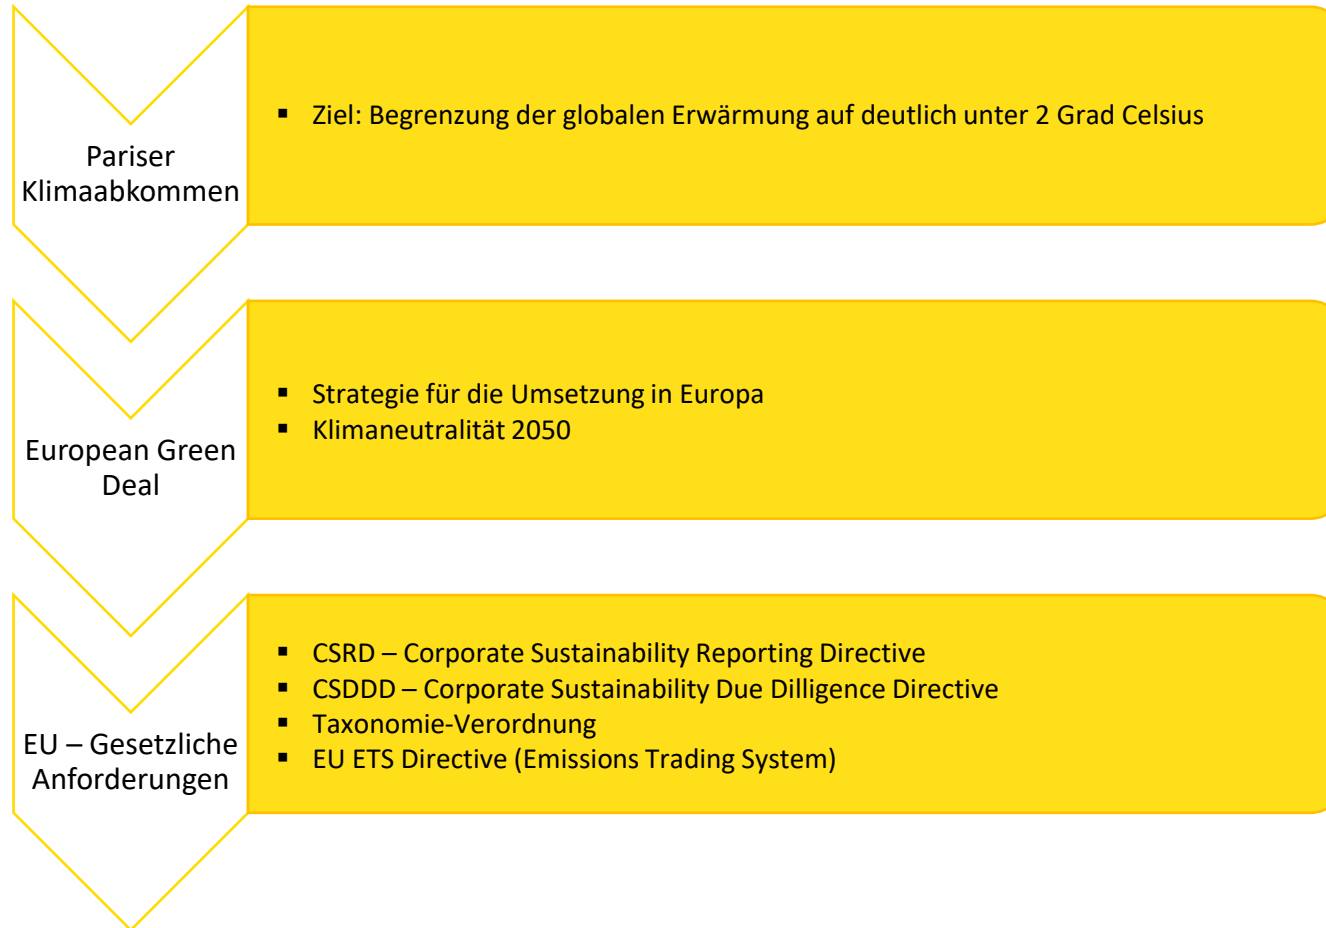 Pariser
Klimaabkommen
▪ Ziel: Begrenzung der globalen Erwärmung auf deutlich unter 2 Grad Celsius
European Green
Deal
▪ Strategie für die Umsetzung in Europa
▪ Klimaneutralität 2050
EU – Gesetzliche
Anforderungen
▪ CSRD – Corporate Sustainability Reporting Directive
▪ CSDDD – Corporate Sustainability Due Dilligence Directive
▪ Taxonomie-Verordnung
▪ EU ETS Directive (Emissions Trading System)